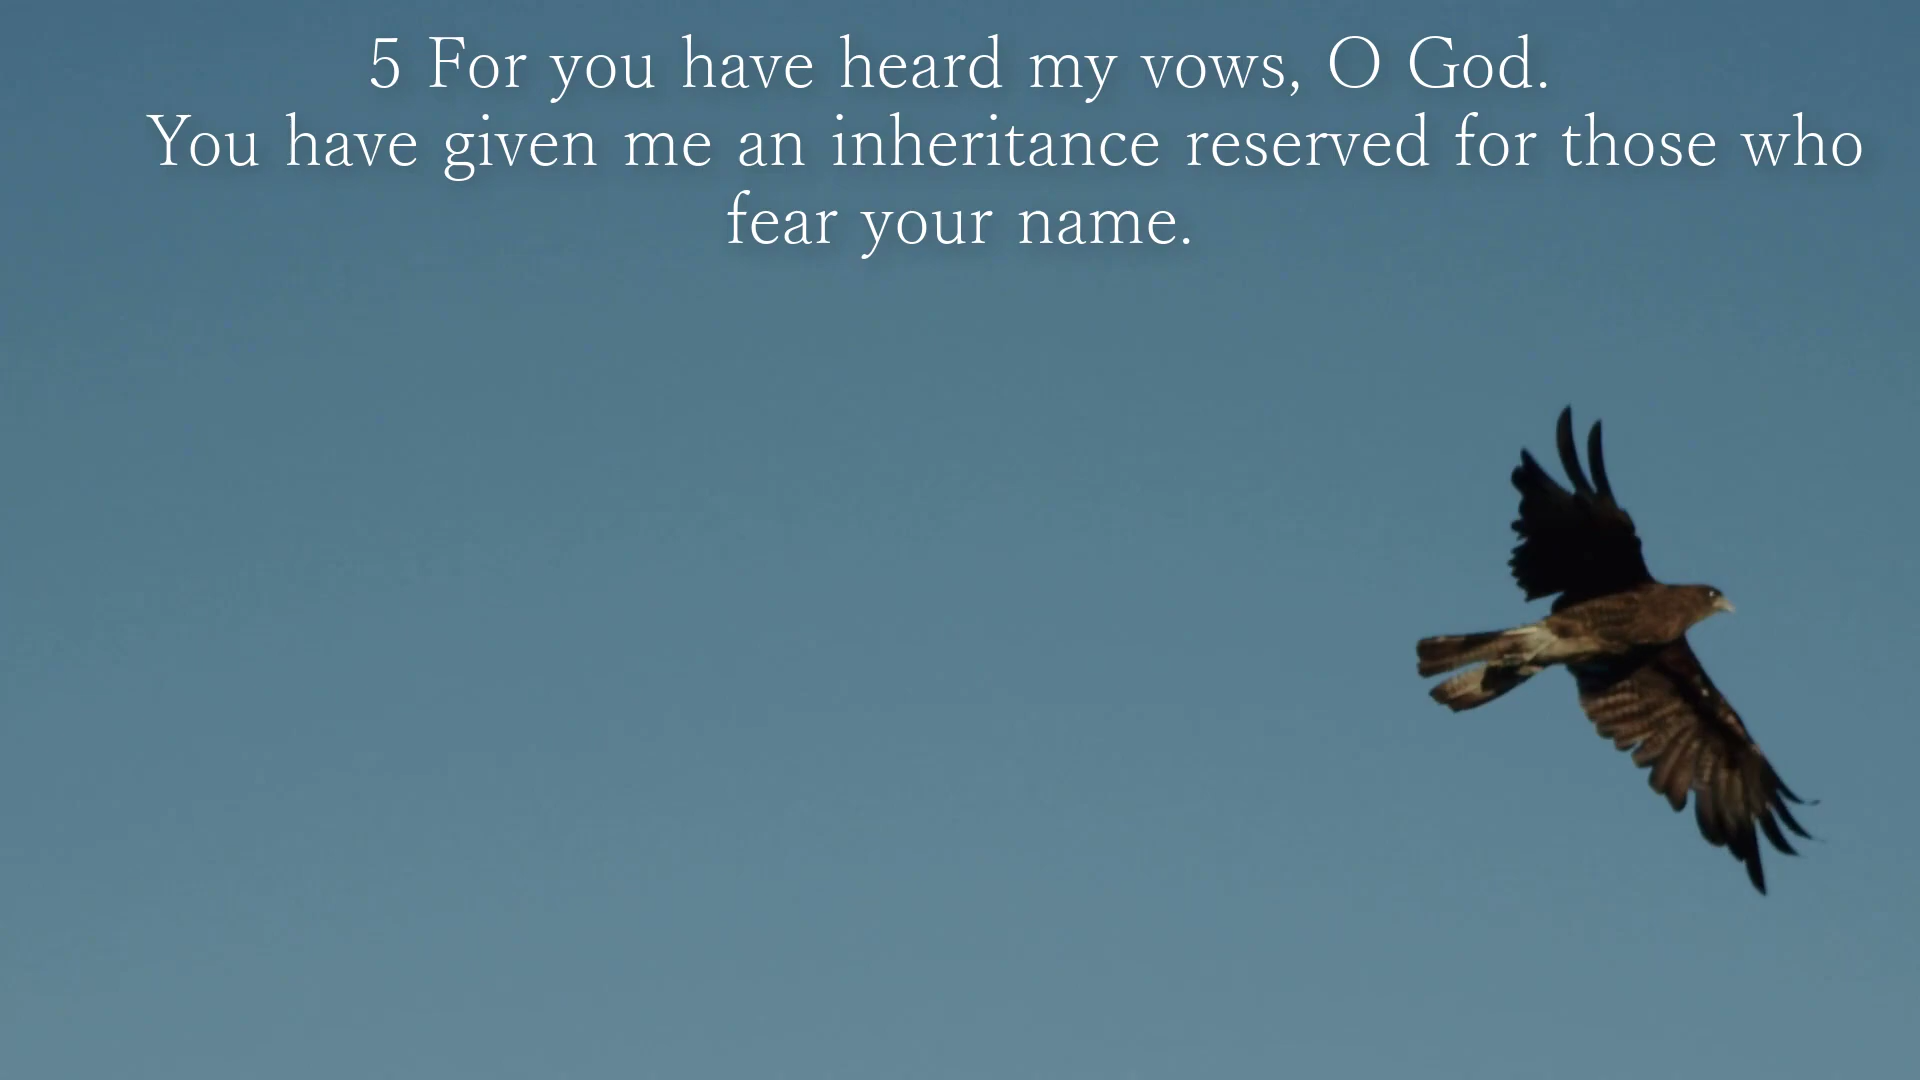 5 For you have heard my vows, O God.
You have given me an inheritance reserved for those who
fear your name.